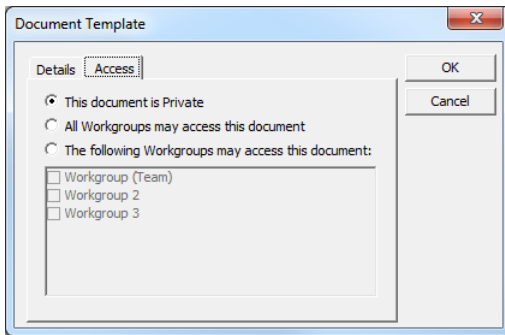 Document Template
Details Access
OK
This document is Private
Cancel
All Workgroups may access this document
The following Workgroups may access this document:
Workgroup (Team)
Workgroup 2
Workgroup 3